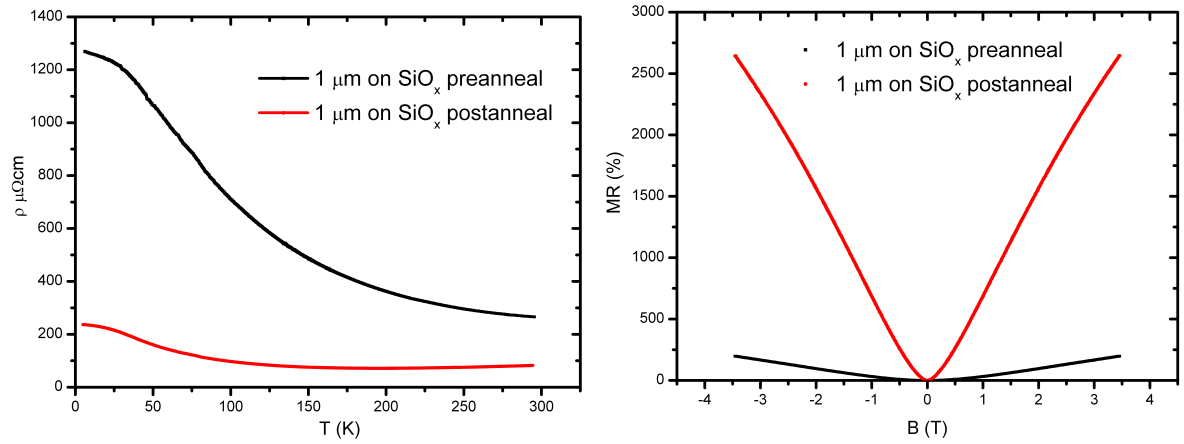 1400
1200
1000
800
600
400
200
0
ρ μΩcm
0 50 100 150 200 250 300
T (K)
1 μm on SiOx preanneal
1 μm on SiOx postanneal
3000
2500
2000
1500
1000
500
0
MR (%)
-4 -3 -2 -1 0 1 2 3 4
B (T)
1 μm on SiOx preanneal
1 μm on SiOx postanneal